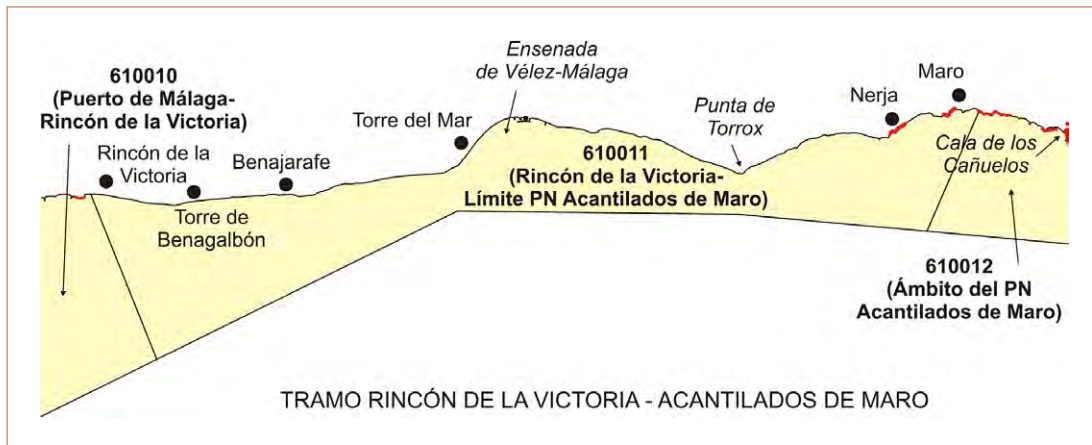 610010
(Puerto de Málaga-
Rincón de la Victoria)
Rincón de la
Victoria
Torre de
Benagalbón
Benajarafe
Torre del Mar
Ensenada
de Vélez-Málaga
610011
(Rincón de la Victoria-
Límite PN Acantilados de Maro)
Punta de
Torrox
Nerja
Maro
Cala de los
Cañuelos
610012
(Ámbito del PN
Acantilados de Maro)
TRAMO RINCÓN DE LA VICTORIA - ACANTILADOS DE MARO